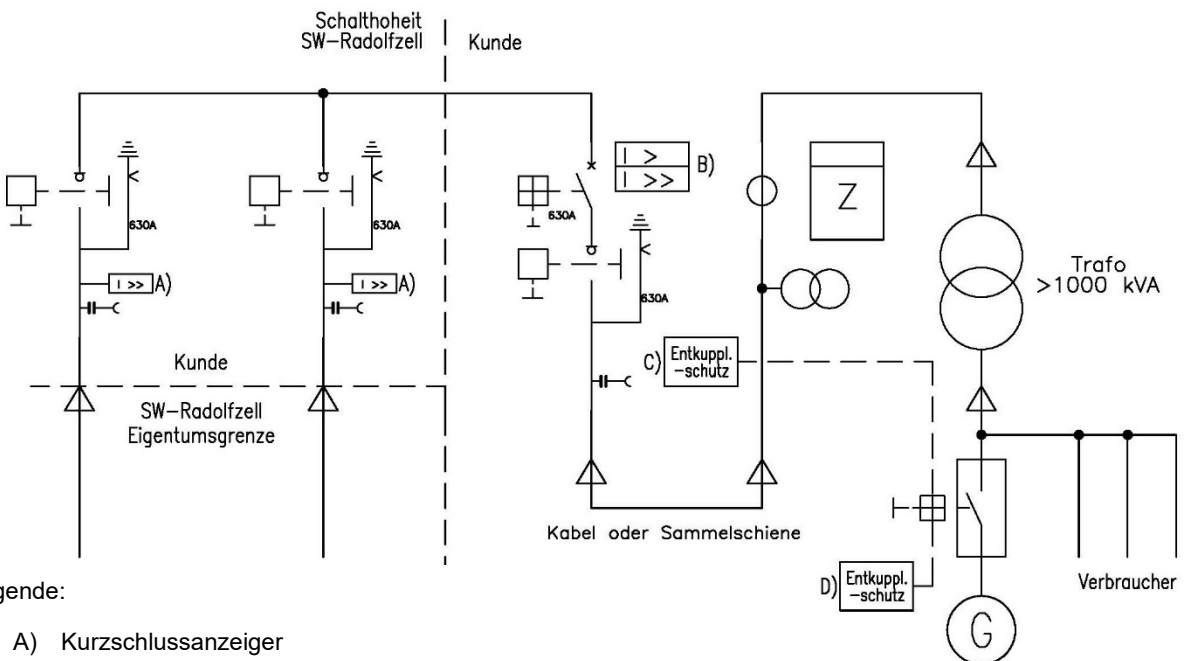 Schalthoheit
SW-Radolfzell
Kunde
630A
630A
I >
I >>
B)
630A
630A
Z
Trafo
>1000 kVA
I >>
A)
I >>
A)
Kunde
SW-Radolfzell
Eigentumsgrenze
C)
Entkuppl.
-schutz
Kabel oder Sammelschiene
D)
Entkuppl.
-schutz
G
Verbraucher
gende:
A) Kurzschlussanzeiger